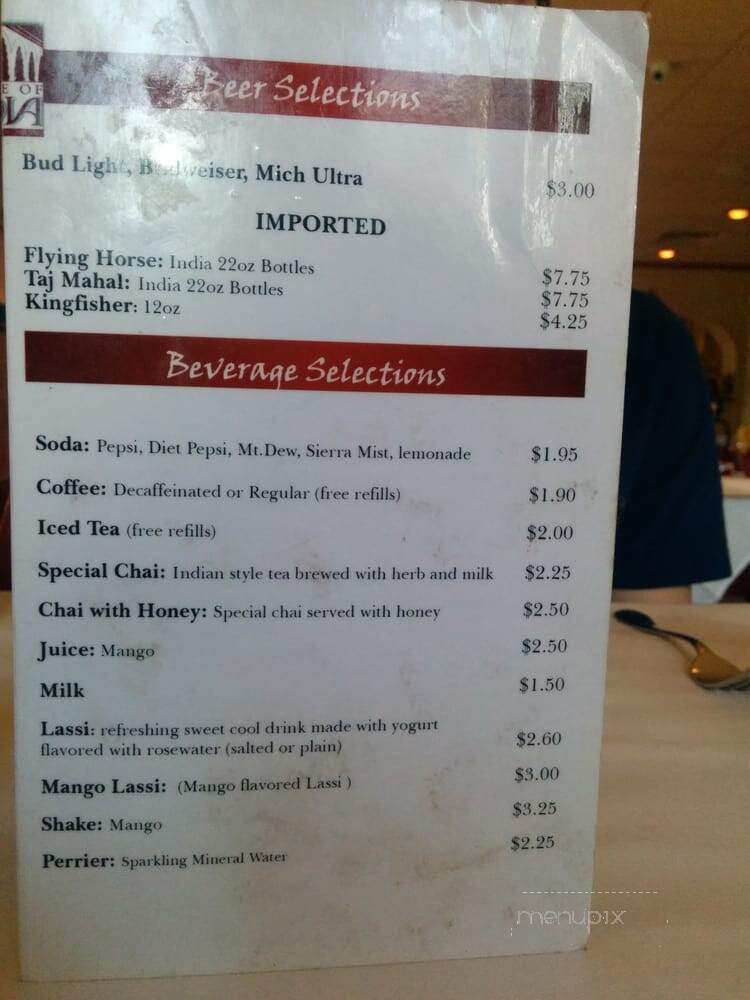 E OF
IA
Beer Selections
Bud Light, Budweiser, Mich Ultra $3.00
IMPORTED
Flying Horse: India 22oz Bottles $7.75
Taj Mahal: India 22oz Bottles $7.75
Kingfisher: 12oz $4.25
Beverage Selections
Soda: Pepsi, Diet Pepsi, Mt.Dew, Sierra Mist, lemonade $1.95
Coffee: Decaffeinated or Regular (free refills) $1.90
Iced Tea (free refills) $2.00
Special Chai: Indian style tea brewed with herb and milk $2.25
Chai with Honey: Special chai served with honey $2.50
Juice: Mango $2.50
Milk $1.50
Lassi: refreshing sweet cool drink made with yogurt
flavored with rosewater (salted or plain) $2.60
Mango Lassi: (Mango flavored Lassi ) $3.00
Shake: Mango $3.25
Perrier: Sparkling Mineral Water $2.25
menupix